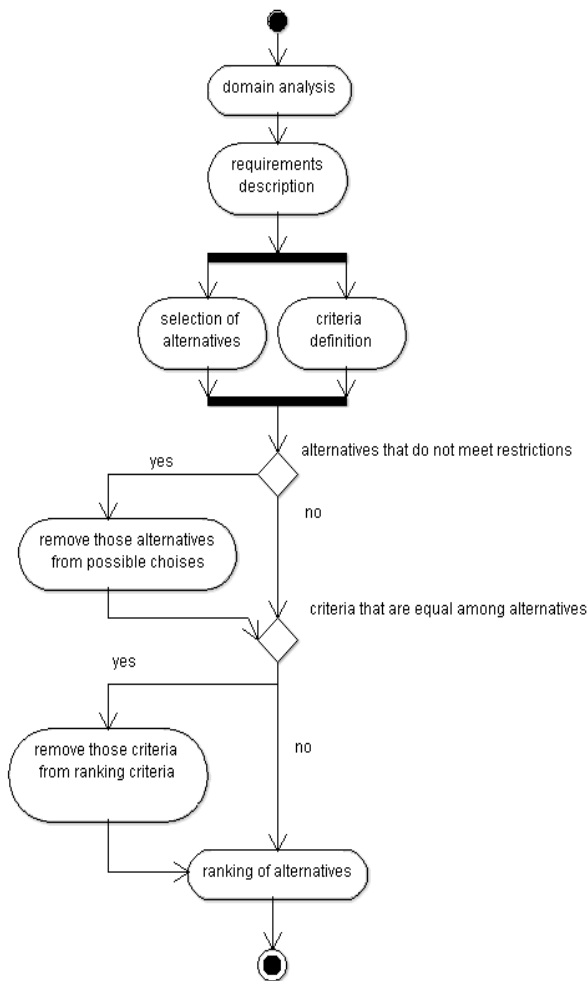 domain analysis
requirements
description
selection of
alternatives
criteria
definition
alternatives that do not meet restrictions
yes
no
remove those alternatives
from possible choises
criteria that are equal among alternatives
yes
no
remove those criteria
from ranking criteria
ranking of alternatives